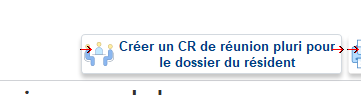 Créer un CR de réunion pluri pour
le dossier du résident